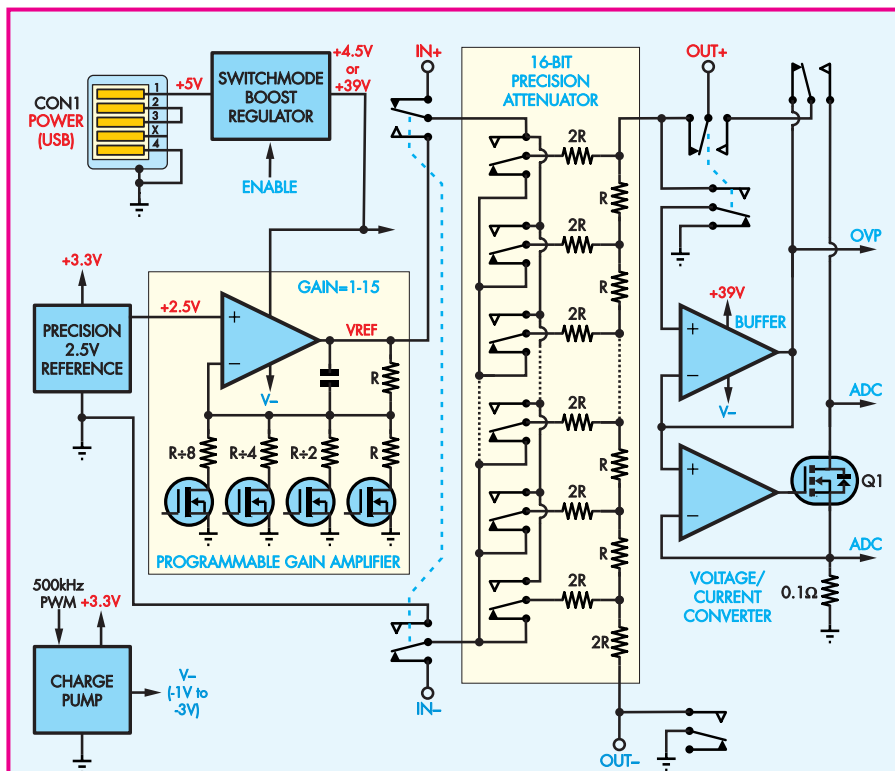 CON1
POWER
(USB)
1
2
3
X
4
+5V
SWITCHMODE
BOOST
REGULATOR
ENABLE
+4.5V
or
+39V
IN+
16-BIT
PRECISION
ATTENUATOR
OUT+
+3.3V
PRECISION
2.5V
REFERENCE
+2.5V
GAIN=1-15
+
–
VREF
V–
R
R÷8
R÷4
R÷2
R
PROGRAMMABLE GAIN AMPLIFIER
2R
R
2R
R
2R
2R
R
2R
R
2R
2R
OVP
+39V
BUFFER
+
–
V–
ADC
+
–
Q1
ADC
VOLTAGE/
CURRENT
CONVERTER
0.1Ω
500kHz
PWM
+3.3V
CHARGE
PUMP
V–
(-1V to
-3V)
IN–
OUT–